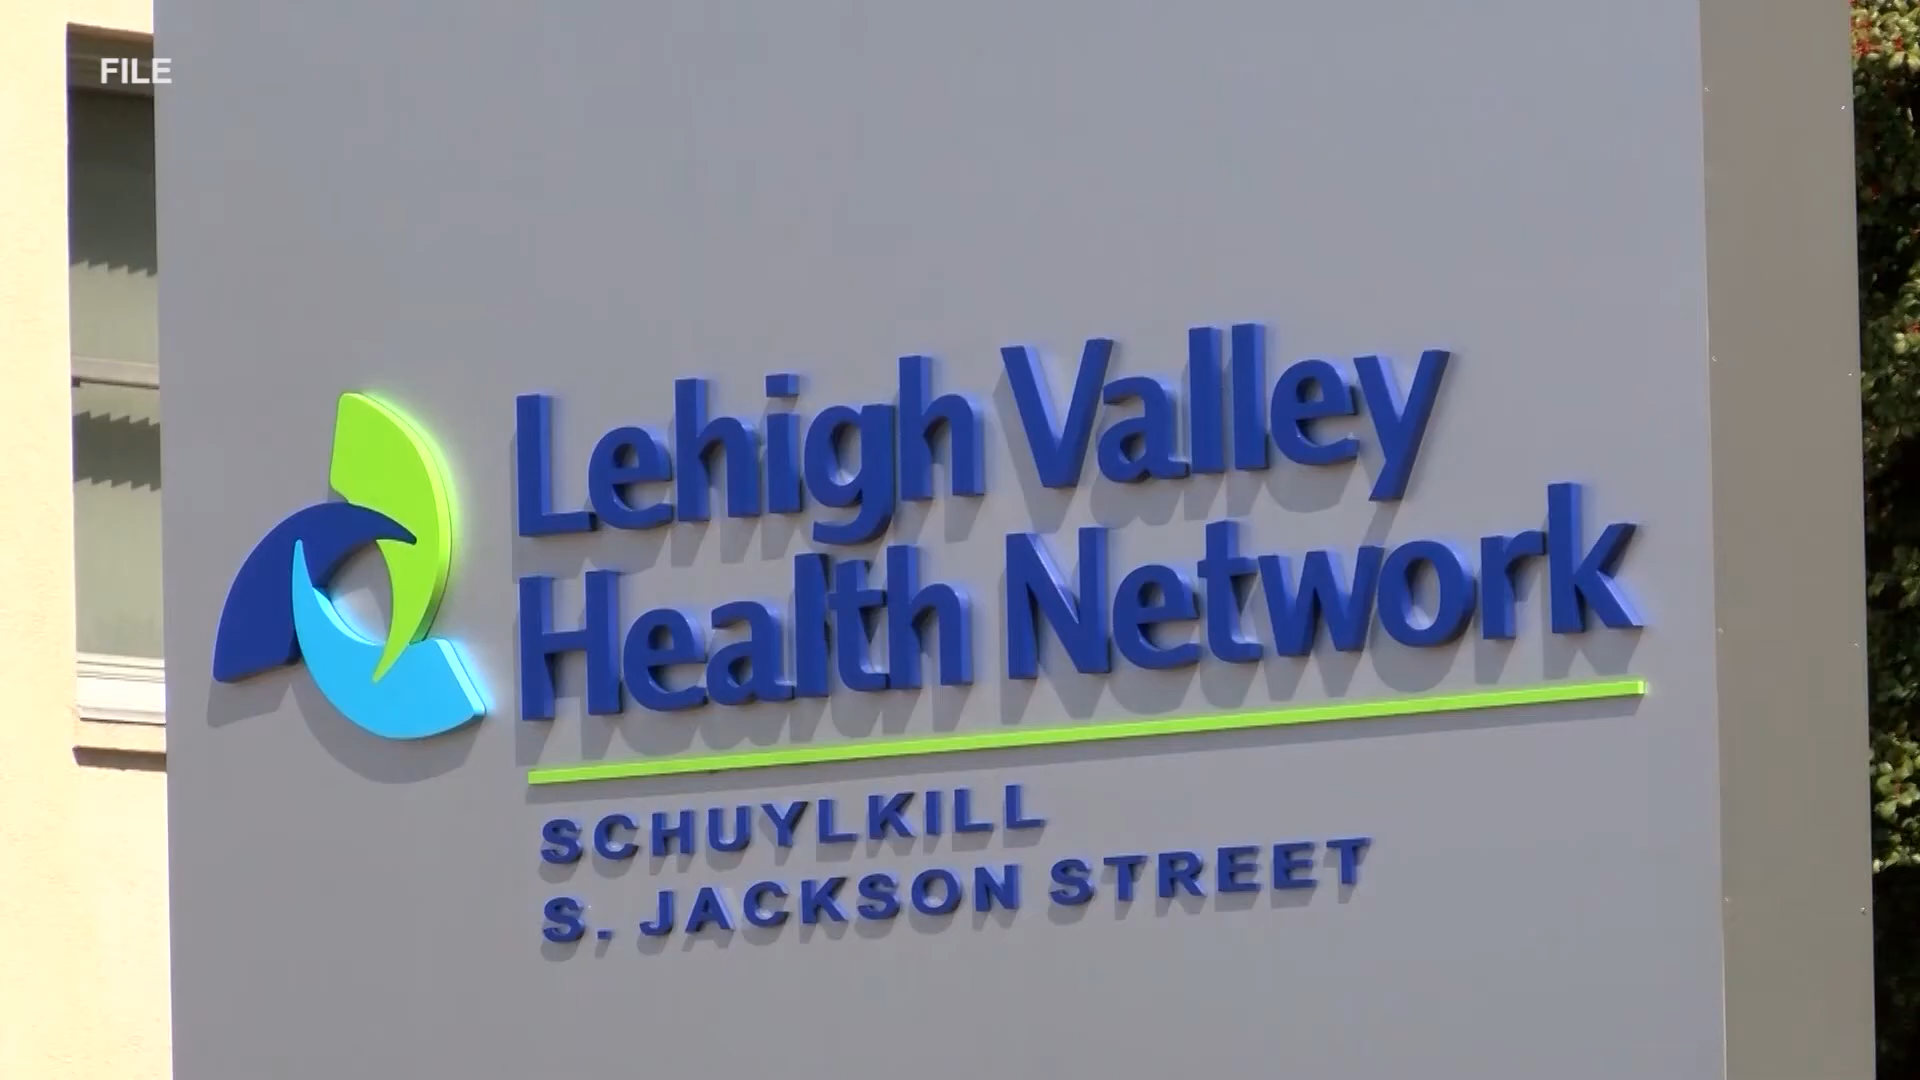 FILE
Lehigh Valley
Health Network
SCHUYLKILL
S. JACKSON STREET